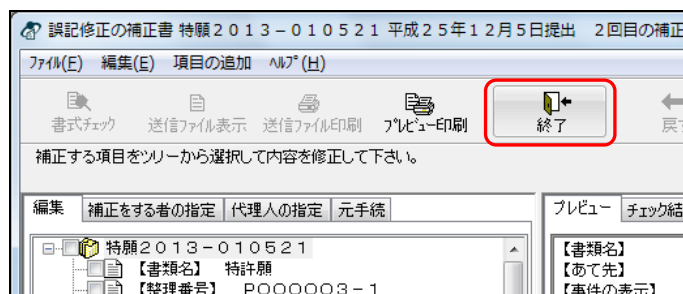 誤記修正の補正書 特願２０１３－０１０５２１ 平成２５年１２月５日提出　２回目の補正
ﾌｧｲﾙ(F)　編集(E)　項目の追加　ﾍﾙﾌﾟ(H)
書式ﾁｪｯｸ　送信ﾌｧｲﾙ表示　送信ﾌｧｲﾙ印刷　ﾌﾟﾚﾋﾞｭｰ印刷　終了　戻す
補正する項目をﾂﾘｰから選択して内容を修正して下さい。
編集　補正をする者の指定　代理人の指定　元手続　プレビュー　チェック結
特願２０１３－０１０５２１　【書類名】
【書類名】　特許願　【あて先】
【整理番号】　Ｐ００００００３－１　【事件の表示】